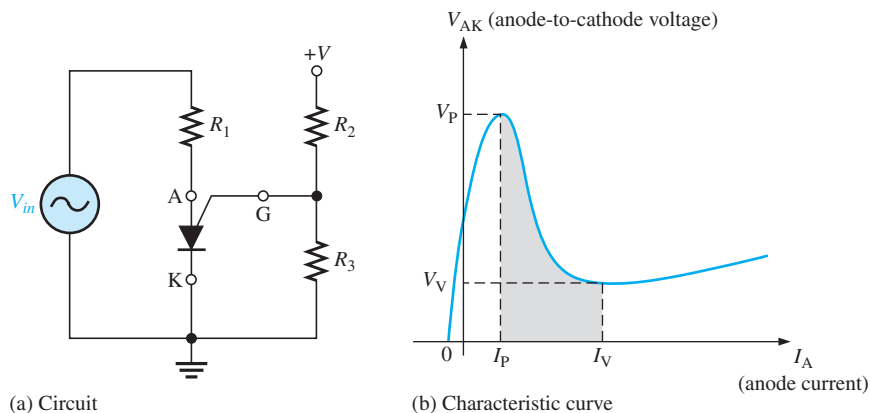 +V
R1
R2
Vin
A
G
K
R3
(a) Circuit
VAK (anode-to-cathode voltage)
VP
VV
0
IP
IV
IA
(anode current)
(b) Characteristic curve